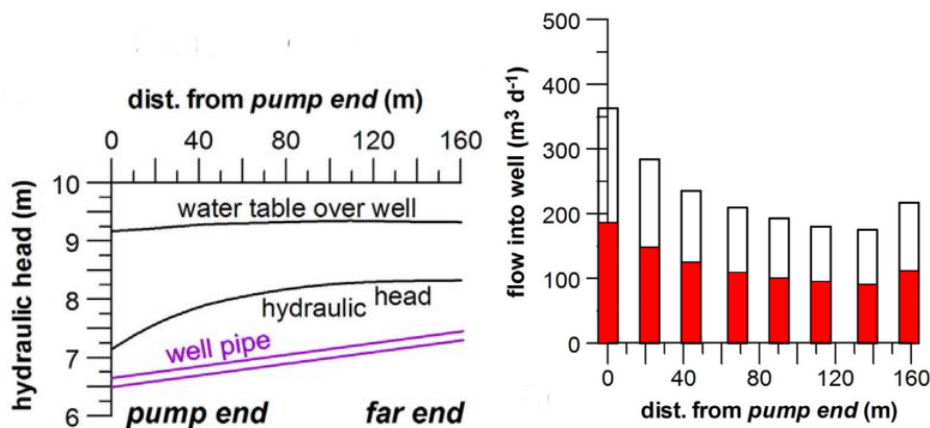 dist. from pump end (m)
0 40 80 120 160
hydraulic head (m)
10
9
8
7
6
water table over well
hydraulic head
well pipe
pump end far end
flow into well (m³ d⁻¹)
500
400
300
200
100
0
0 40 80 120 160
dist. from pump end (m)